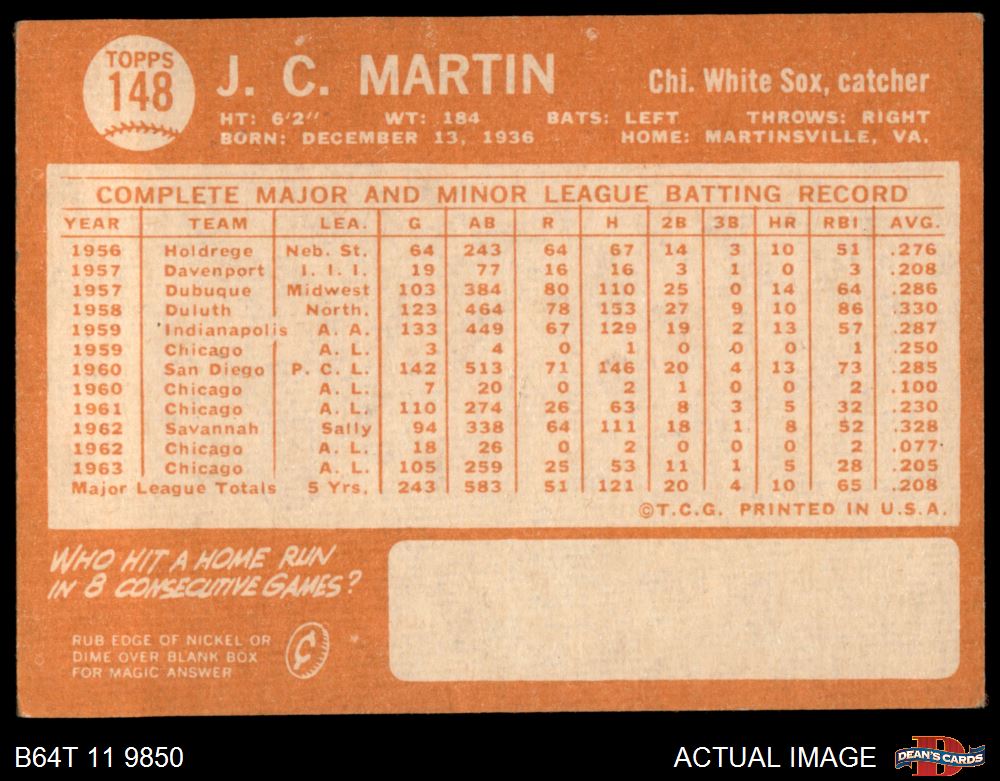 TOPPS
148
J. C. MARTIN
Chi. White Sox, catcher
HT: 6'2" WT: 184 BATS: LEFT THROWS: RIGHT
BORN: DECEMBER 13, 1936 HOME: MARTINSVILLE, VA.
COMPLETE MAJOR AND MINOR LEAGUE BATTING RECORD
YEAR TEAM LEA. G AB R H 2B 3B HR RBI AVG.
1956 Holdrege Neb. St. 64 243 64 67 14 3 10 51 .276
1957 Davenport I. I. I. 19 77 16 16 3 1 0 3 .208
1957 Dubuque Midwest 103 384 80 110 25 0 14 64 .286
1958 Duluth North. 123 464 78 153 27 9 10 86 .330
1959 Indianapolis A. A. 133 449 67 129 19 2 13 57 .287
1959 Chicago A. L. 3 4 0 1 0 0 0 1 .250
1960 San Diego P. C. L. 142 513 71 146 20 4 13 73 .285
1960 Chicago A. L. 7 20 0 2 1 0 0 2 .100
1961 Chicago A. L. 110 274 26 63 8 3 5 32 .230
1962 Savannah Sally 94 338 64 111 18 1 8 52 .328
1962 Chicago A. L. 18 26 0 2 0 0 0 2 .077
1963 Chicago A. L. 105 259 25 53 11 1 5 28 .205
Major League Totals 5 Yrs. 243 583 51 121 20 4 10 65 .208
©T.C.G. PRINTED IN U.S.A.
WHO HIT A HOME RUN
IN 8 CONSECUTIVE GAMES?
RUB EDGE OF NICKEL OR
DIME OVER BLANK BOX
FOR MAGIC ANSWER
B64T 11 9850
ACTUAL IMAGE
DEAN'S CARDS